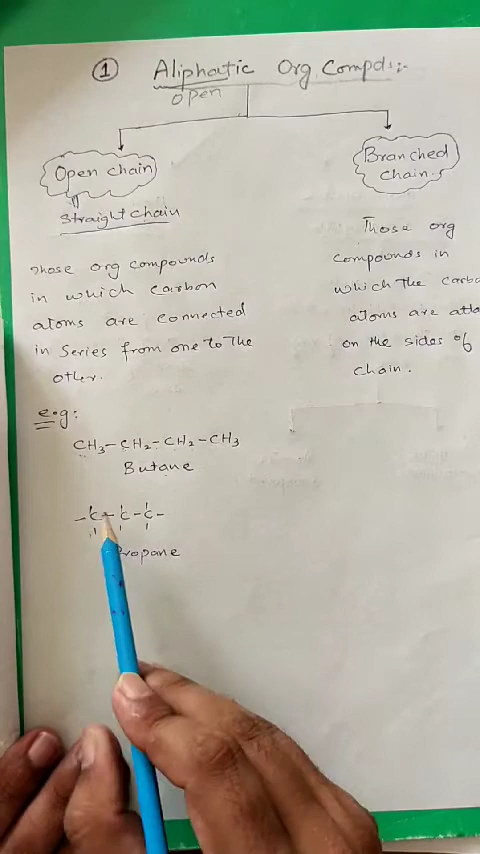 ① Aliphatic Org Compds:-
Open
Open chain
Straight chain
Those org compounds
in which carbon
atoms are connected
in series from one to the
other.
e.g:
CH₃-CH₂-CH₂-CH₃
Butane
-C-C-C-
Propane
Branched
chain.
Those org
compounds in
which the
atoms are
on the sides of
chain.